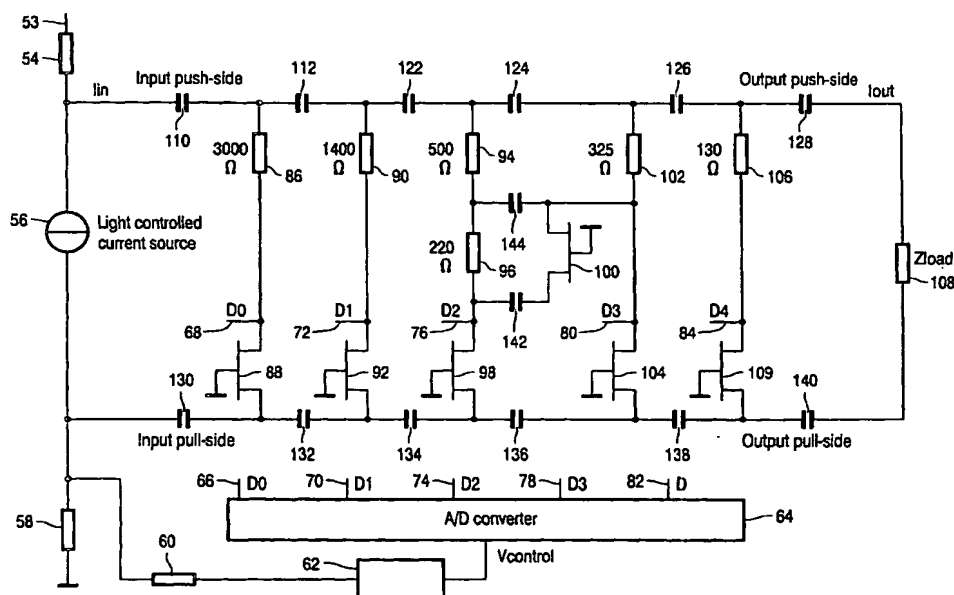 53
54
Iin
Input push-side
110
112
122
124
126
Output push-side
128
Iout
3000
Ω
86
1400
Ω
90
500
Ω
94
325
Ω
102
130
Ω
106
56
Light controlled
current source
144
220
Ω
96
100
142
Zload
108
D0
68
D1
72
D2
76
D3
80
D4
84
88
92
98
104
109
130
Input pull-side
132
134
136
138
140
Output pull-side
66 D0
70 D1
74 D2
78 D3
82 D
A/D converter
64
58
60
62
Vcontrol